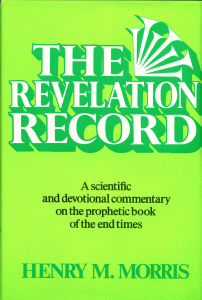 THE
REVELATION
RECORD
A scientific
and devotional commentary
on the prophetic book
of the end times
HENRY M. MORRIS